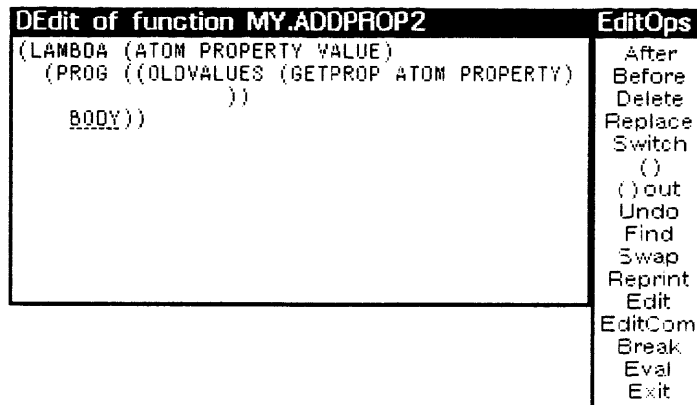 DEdit of function MY.ADDPROP2
(LAMBDA (ATOM PROPERTY VALUE)
(PROG ((OLDVALUES (GETPROP ATOM PROPERTY)
))
BODY))
EditOps
After
Before
Delete
Replace
Switch
()
()out
Undo
Find
Swap
Reprint
Edit
EditCom
Break
Eval
Exit